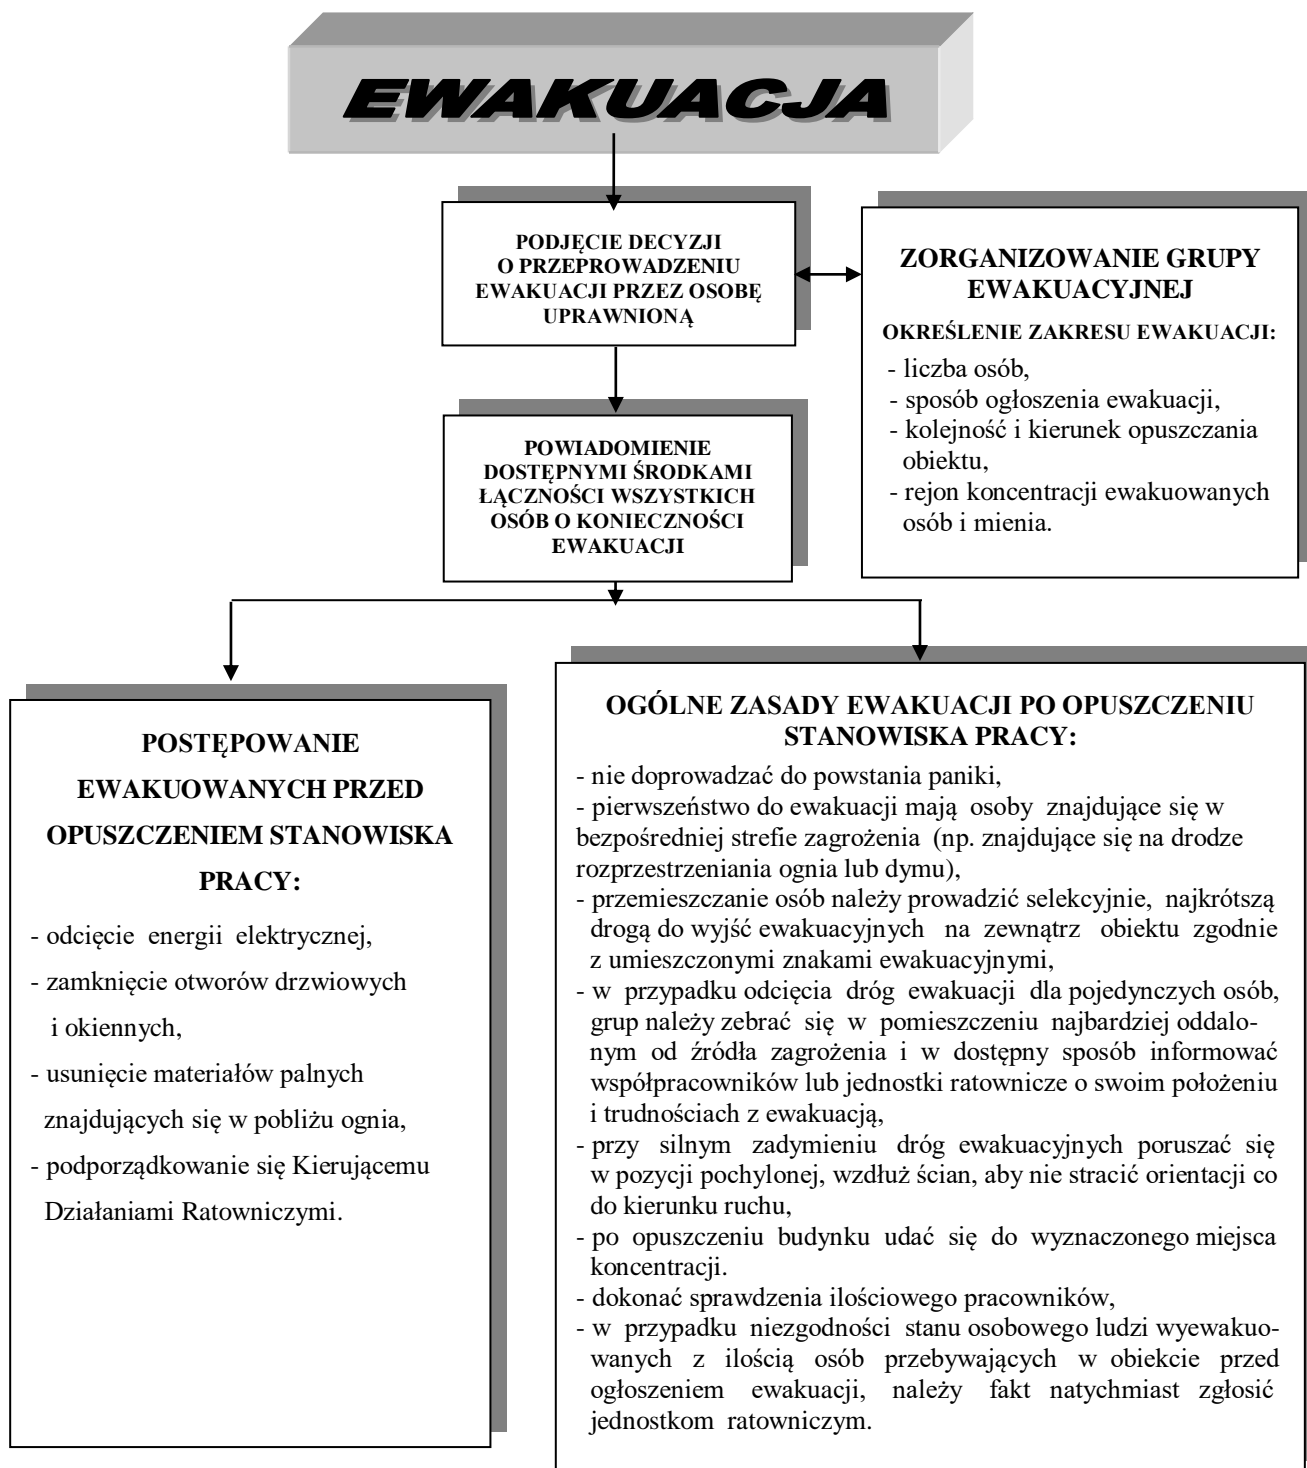 EWAKUACJA
PODJĘCIE DECYZJI
O PRZEPROWADZENIU
EWAKUACJI PRZEZ OSOBĘ
UPRAWNIONĄ
ZORGANIZOWANIE GRUPY
EWAKUACYJNEJ
OKREŚLENIE ZAKRESU EWAKUACJI:
- liczba osób,
- sposób ogłoszenia ewakuacji,
- kolejność i kierunek opuszczania
obiektu,
- rejon koncentracji ewakuowanych
osób i mienia.
POWIADOMIENIE
DOSTĘPNYMI ŚRODKAMI
ŁĄCZNOŚCI WSZYSTKICH
OSÓB O KONIECZNOŚCI
EWAKUACJI
POSTĘPOWANIE
EWAKUOWANYCH PRZED
OPUSZCZENIEM STANOWISKA
PRACY:
- odcięcie energii elektrycznej,
- zamknięcie otworów drzwiowych
i okiennych,
- usunięcie materiałów palnych
znajdujących się w pobliżu ognia,
- podporządkowanie się Kierującemu
Działaniami Ratowniczymi.
OGÓLNE ZASADY EWAKUACJI PO OPUSZCZENIU
STANOWISKA PRACY:
- nie doprowadzać do powstania paniki,
- pierwszeństwo do ewakuacji mają osoby znajdujące się w
bezpośredniej strefie zagrożenia (np. znajdujące się na drodze
rozprzestrzeniania ognia lub dymu),
- przemieszczanie osób należy prowadzić selekcyjnie, najkrótszą
drogą do wyjść ewakuacyjnych na zewnątrz obiektu zgodnie
z umieszczonymi znakami ewakuacyjnymi,
- w przypadku odcięcia dróg ewakuacji dla pojedynczych osób,
grup należy zebrać się w pomieszczeniu najbardziej oddalo-
nym od źródła zagrożenia i w dostępny sposób informować
współpracowników lub jednostki ratownicze o swoim położeniu
i trudnościach z ewakuacją,
- przy silnym zadymieniu dróg ewakuacyjnych poruszać się
w pozycji pochylonej, wzdłuż ścian, aby nie stracić orientacji co
do kierunku ruchu,
- po opuszczeniu budynku udać się do wyznaczonego miejsca
koncentracji.
- dokonać sprawdzenia ilościowego pracowników,
- w przypadku niezgodności stanu osobowego ludzi wyewakuo-
wanych z ilością osób przebywających w obiekcie przed
ogłoszeniem ewakuacji, należy fakt natychmiast zgłosić
jednostkom ratowniczym.